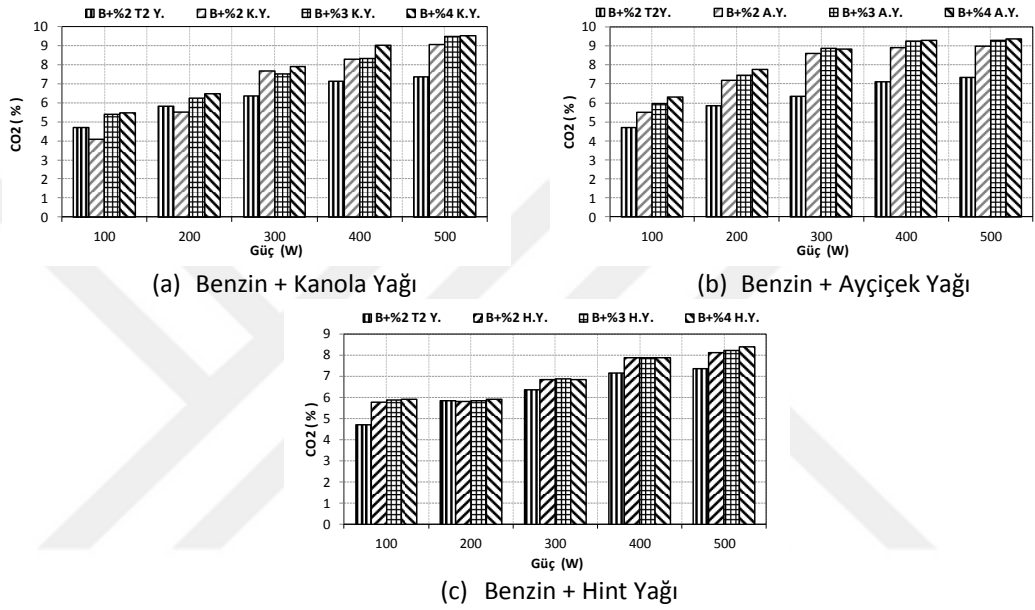 B+%2 T2 Y. B+%2 K.Y. B+%3 K.Y. B+%4 K.Y.
10
9
8
7
6
5
4
3
2
1
0
CO2 ( % )
100 200 300 400 500
Güç (W)
(a) Benzin + Kanola Yağı
B+%2 T2Y. B+%2 A.Y. B+%3 A.Y. B+%4 A.Y.
10
9
8
7
6
5
4
3
2
1
0
CO2 ( % )
100 200 300 400 500
Güç (W)
(b) Benzin + Ayçiçek Yağı
B+%2 T2 Y. B+%2 H.Y. B+%3 H.Y. B+%4 H.Y.
9
8
7
6
5
4
3
2
1
0
CO2 ( % )
100 200 300 400 500
Güç (W)
(c) Benzin + Hint Yağı